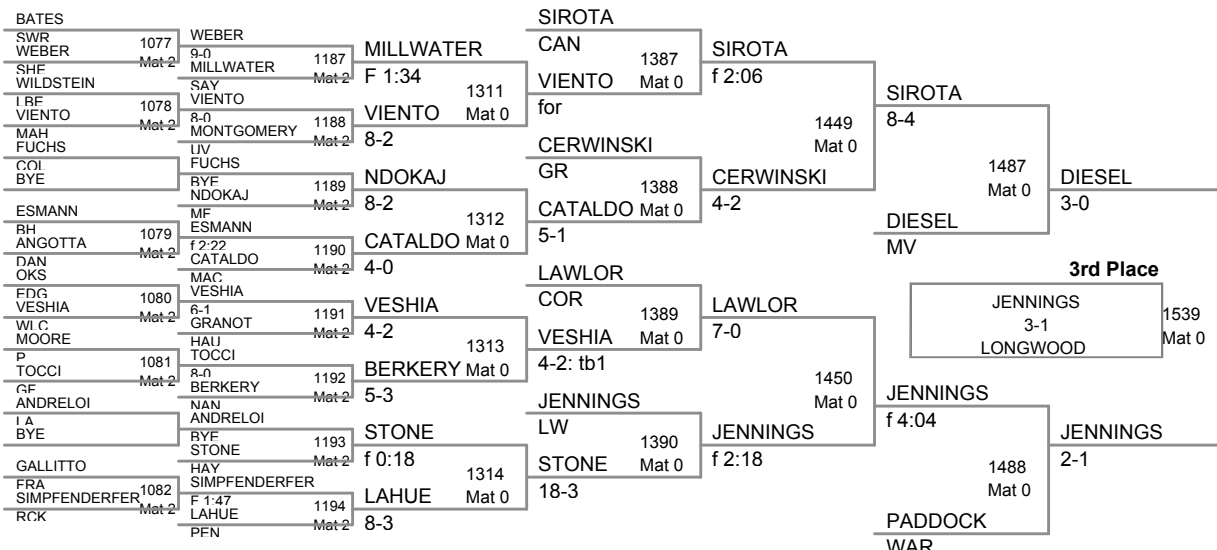 BATES
SWR
1077
Mat 2
WEBER
SHE
WILDSTEIN
LBE
1078
Mat 2
VIENTO
MAH
FUCHS
COL
BYE
ESMANN
BH
1079
Mat 2
ANGOTTA
DAN
OKS
EDG
1080
Mat 2
VESHIA
WLC
MOORE
P
1081
Mat 2
TOCCI
GF
ANDRELOI
LA
BYE
GALLITTO
FRA
1082
Mat 2
SIMPFENDERFER
RCK
WEBER
9-0
1187
Mat 2
MILLWATER
SAY
VIENTO
8-0
1188
Mat 2
MONTGOMERY
UV
FUCHS
BYE
1189
Mat 2
NDOKAJ
MF
ESMANN
f 2:22
1190
Mat 2
CATALDO
MAC
VESHIA
6-1
1191
Mat 2
GRANOT
HAU
TOCCI
8-0
1192
Mat 2
BERKERY
NAN
ANDRELOI
BYE
1193
Mat 2
STONE
HAY
SIMPFENDERFER
F 1:47
1194
Mat 2
LAHUE
PEN
MILLWATER
F 1:34
1311
Mat 0
VIENTO
8-2
NDOKAJ
8-2
1312
Mat 0
CATALDO
4-0
VESHIA
4-2
1313
Mat 0
BERKERY
5-3
STONE
f 0:18
1314
Mat 0
LAHUE
8-3
SIROTA
CAN
1387
Mat 0
VIENTO
for
CERWINSKI
GR
1388
Mat 0
CATALDO
5-1
LAWLOR
COR
1389
Mat 0
VESHIA
4-2: tb1
JENNINGS
LW
1390
Mat 0
STONE
18-3
SIROTA
f 2:06
1449
Mat 0
CERWINSKI
4-2
LAWLOR
7-0
1450
Mat 0
JENNINGS
f 2:18
SIROTA
8-4
1487
Mat 0
DIESEL
MV
JENNINGS
f 4:04
1488
Mat 0
PADDOCK
WAR
DIESEL
3-0
3rd Place
JENNINGS
3-1
LONGWOOD
1539
Mat 0
JENNINGS
2-1